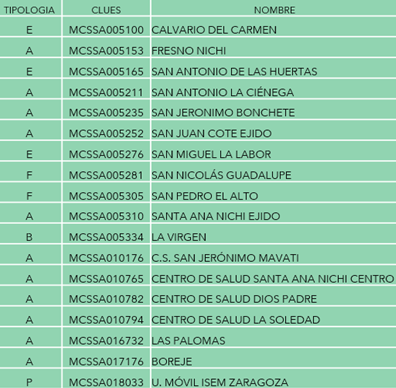 TIPOLOGIA CLUES NOMBRE
E MCSSA005100 CALVARIO DEL CARMEN
A MCSSA005153 FRESNO NICHI
E MCSSA005165 SAN ANTONIO DE LAS HUERTAS
A MCSSA005211 SAN ANTONIO LA CIÉNEGA
A MCSSA005235 SAN JERONIMO BONCHETE
A MCSSA005252 SAN JUAN COTE EJIDO
E MCSSA005276 SAN MIGUEL LA LABOR
F MCSSA005281 SAN NICOLÁS GUADALUPE
F MCSSA005305 SAN PEDRO EL ALTO
A MCSSA005310 SANTA ANA NICHI EJIDO
B MCSSA005334 LA VIRGEN
A MCSSA010176 C.S. SAN JERÓNIMO MAVATI
A MCSSA010765 CENTRO DE SALUD SANTA ANA NICHI CENTRO
A MCSSA010782 CENTRO DE SALUD DIOS PADRE
A MCSSA010794 CENTRO DE SALUD LA SOLEDAD
A MCSSA016732 LAS PALOMAS
A MCSSA017176 BOREJE
P MCSSA018033 U. MÓVIL ISEM ZARAGOZA